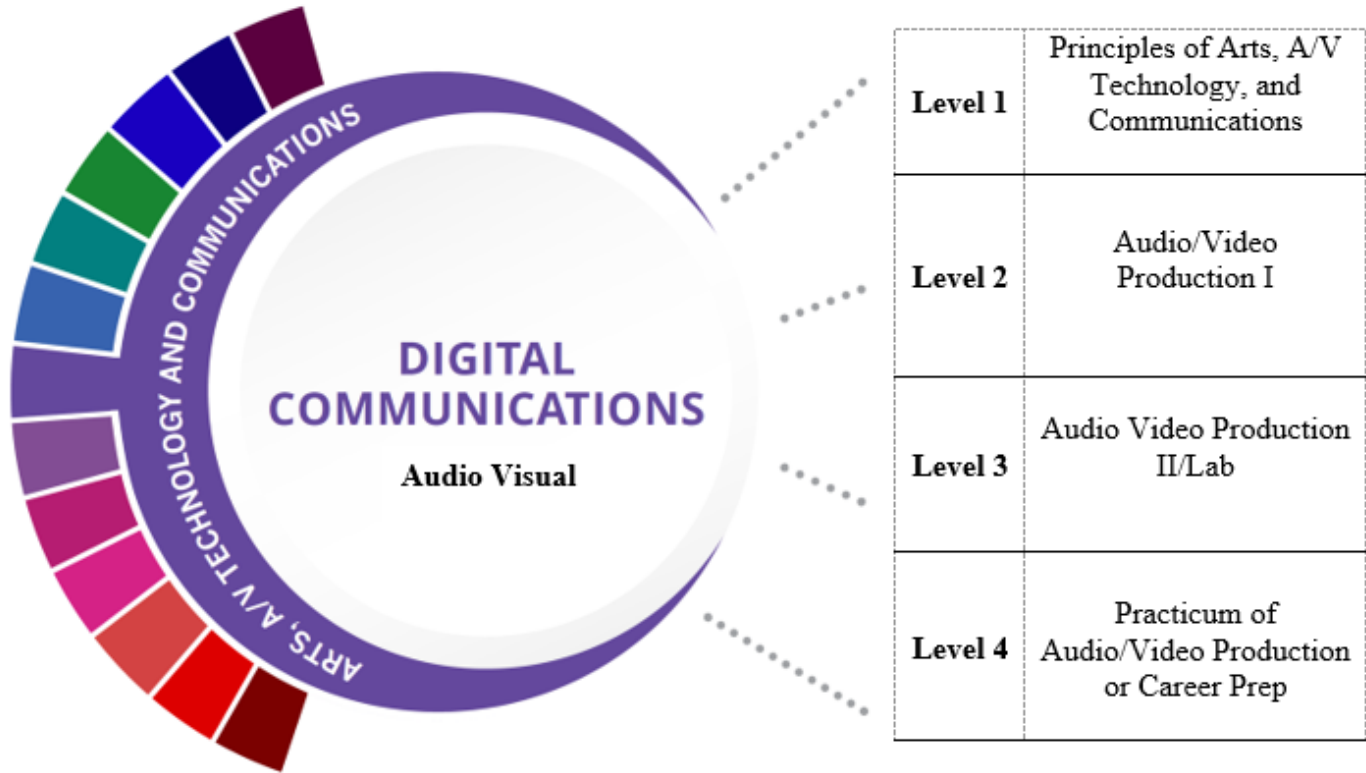 ARTS, A/V TECHNOLOGY AND COMMUNICATIONS
DIGITAL
COMMUNICATIONS
Audio Visual
Level 1
Principles of Arts, A/V
Technology, and
Communications
Level 2
Audio/Video
Production I
Level 3
Audio Video Production
II/Lab
Level 4
Practicum of
Audio/Video Production
or Career Prep